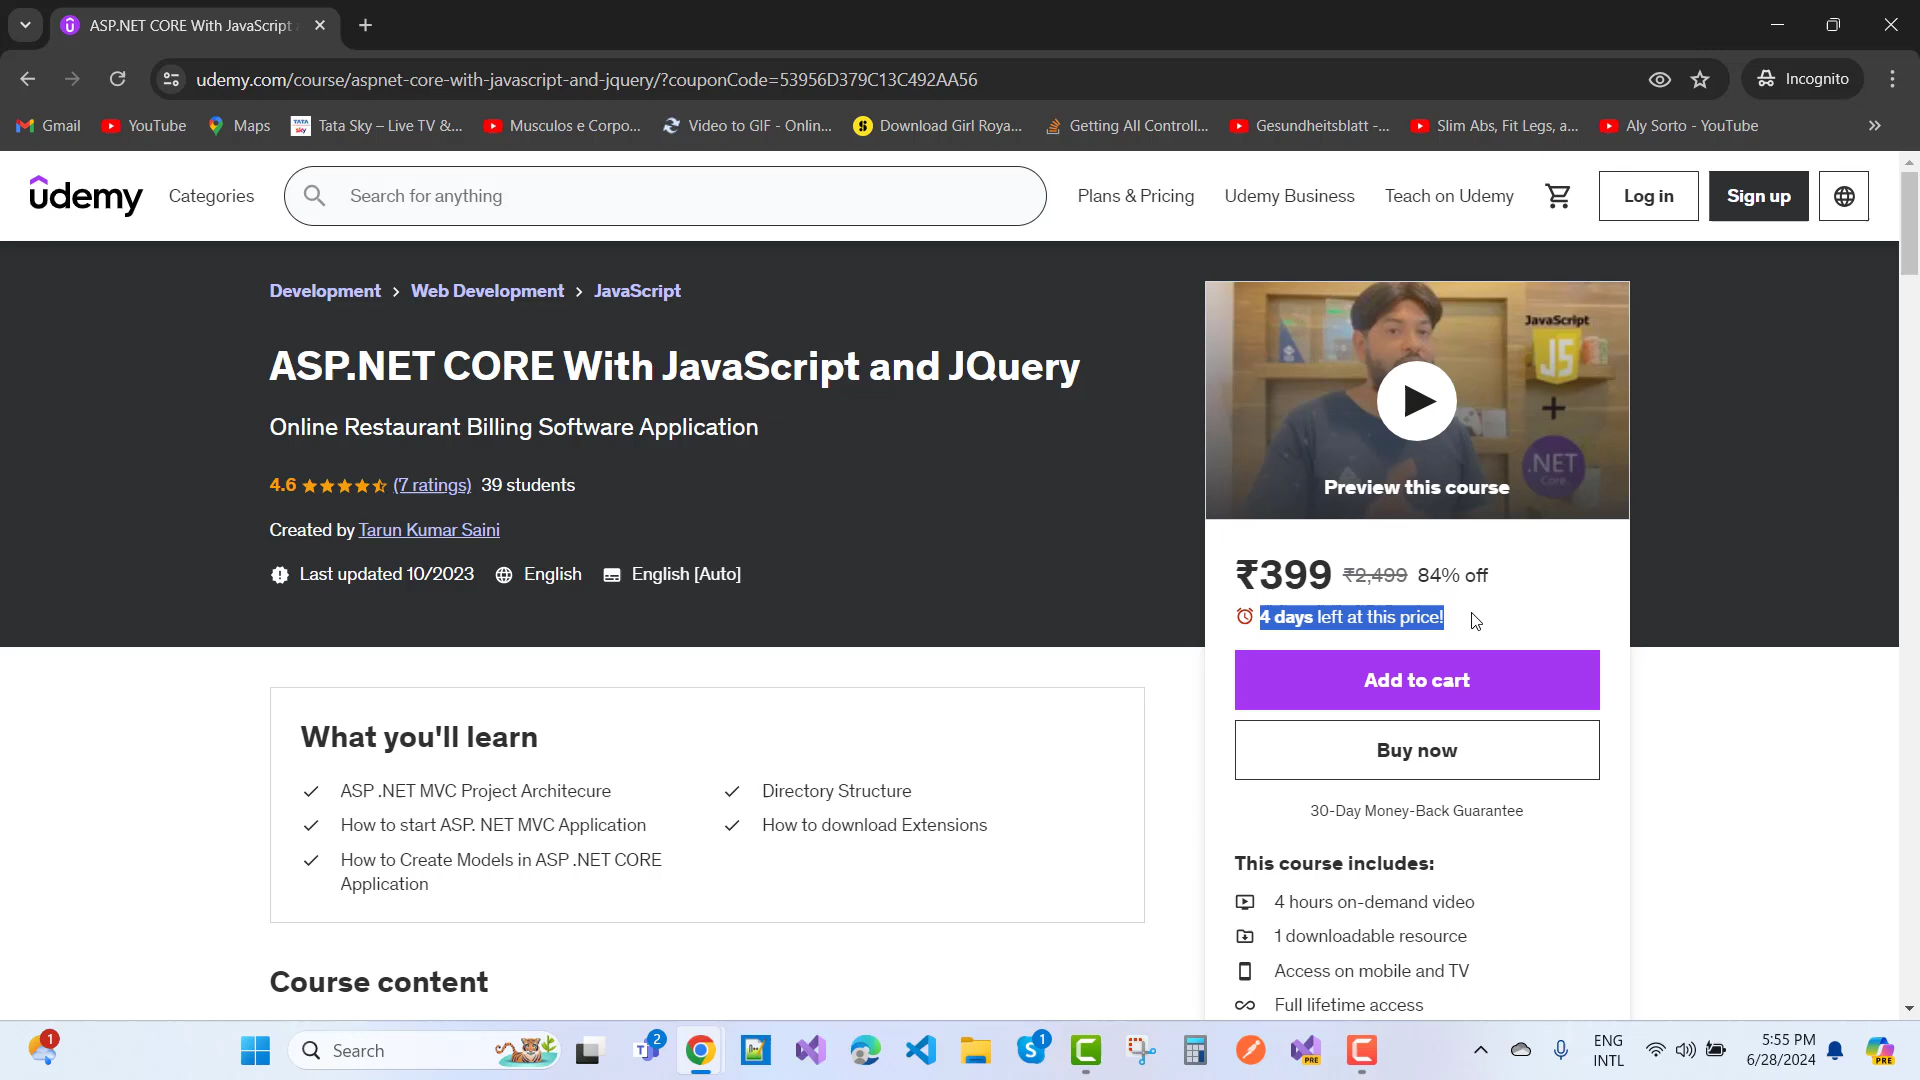 ASP.NET CORE With JavaScript
udemy.com/course/aspnet-core-with-javascript-and-jquery/?couponCode=53956D379C13C492AA56
Incognito
Gmail
YouTube
Maps
Tata Sky – Live TV &...
Musculos e Corpo...
Video to GIF - Onlin...
Download Girl Roya...
Getting All Controll...
Gesundheitsblatt -...
Slim Abs, Fit Legs, a...
Aly Sorto - YouTube
udemy
Categories
Search for anything
Plans & Pricing
Udemy Business
Teach on Udemy
Log in
Sign up
Development > Web Development > JavaScript
ASP.NET CORE With JavaScript and JQuery
Online Restaurant Billing Software Application
4.6 (7 ratings) 39 students
Created by Tarun Kumar Saini
Last updated 10/2023 English English [Auto]
JavaScript
JS
+
.NET
Core
Preview this course
₹399 ₹2,499 84% off
4 days left at this price!
Add to cart
Buy now
30-Day Money-Back Guarantee
This course includes:
4 hours on-demand video
1 downloadable resource
Access on mobile and TV
Full lifetime access
What you'll learn
ASP .NET MVC Project Architecure
How to start ASP. NET MVC Application
How to Create Models in ASP .NET CORE
Application
Directory Structure
How to download Extensions
Course content
1
Search
2
1
PRE
ENG
INTL
5:55 PM
6/28/2024
PRE